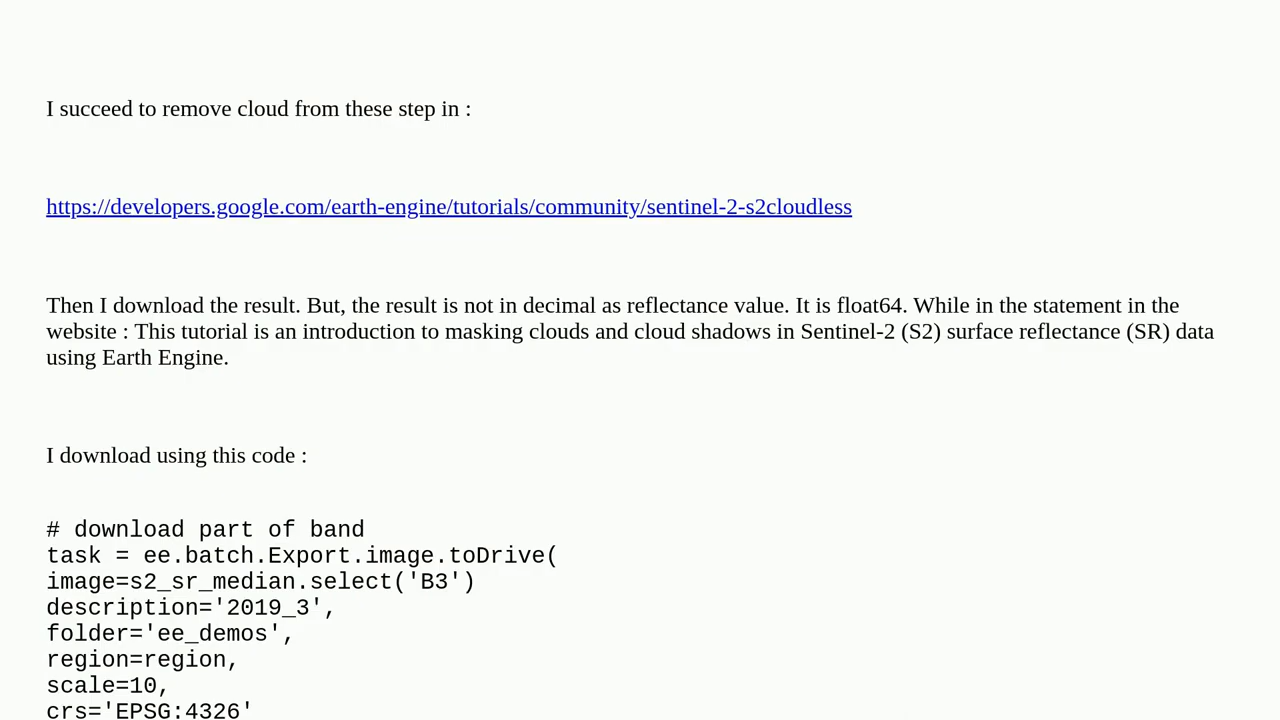 I succeed to remove cloud from these step in :
https://developers.google.com/earth-engine/tutorials/community/sentinel-2-s2cloudless
Then I download the result. But, the result is not in decimal as reflectance value. It is float64. While in the statement in the
website : This tutorial is an introduction to masking clouds and cloud shadows in Sentinel-2 (S2) surface reflectance (SR) data
using Earth Engine.
I download using this code :
# download part of band
task = ee.batch.Export.image.toDrive(
image=s2_sr_median.select('B3')
description='2019_3',
folder='ee_demos',
region=region,
scale=10,
crs='EPSG:4326'